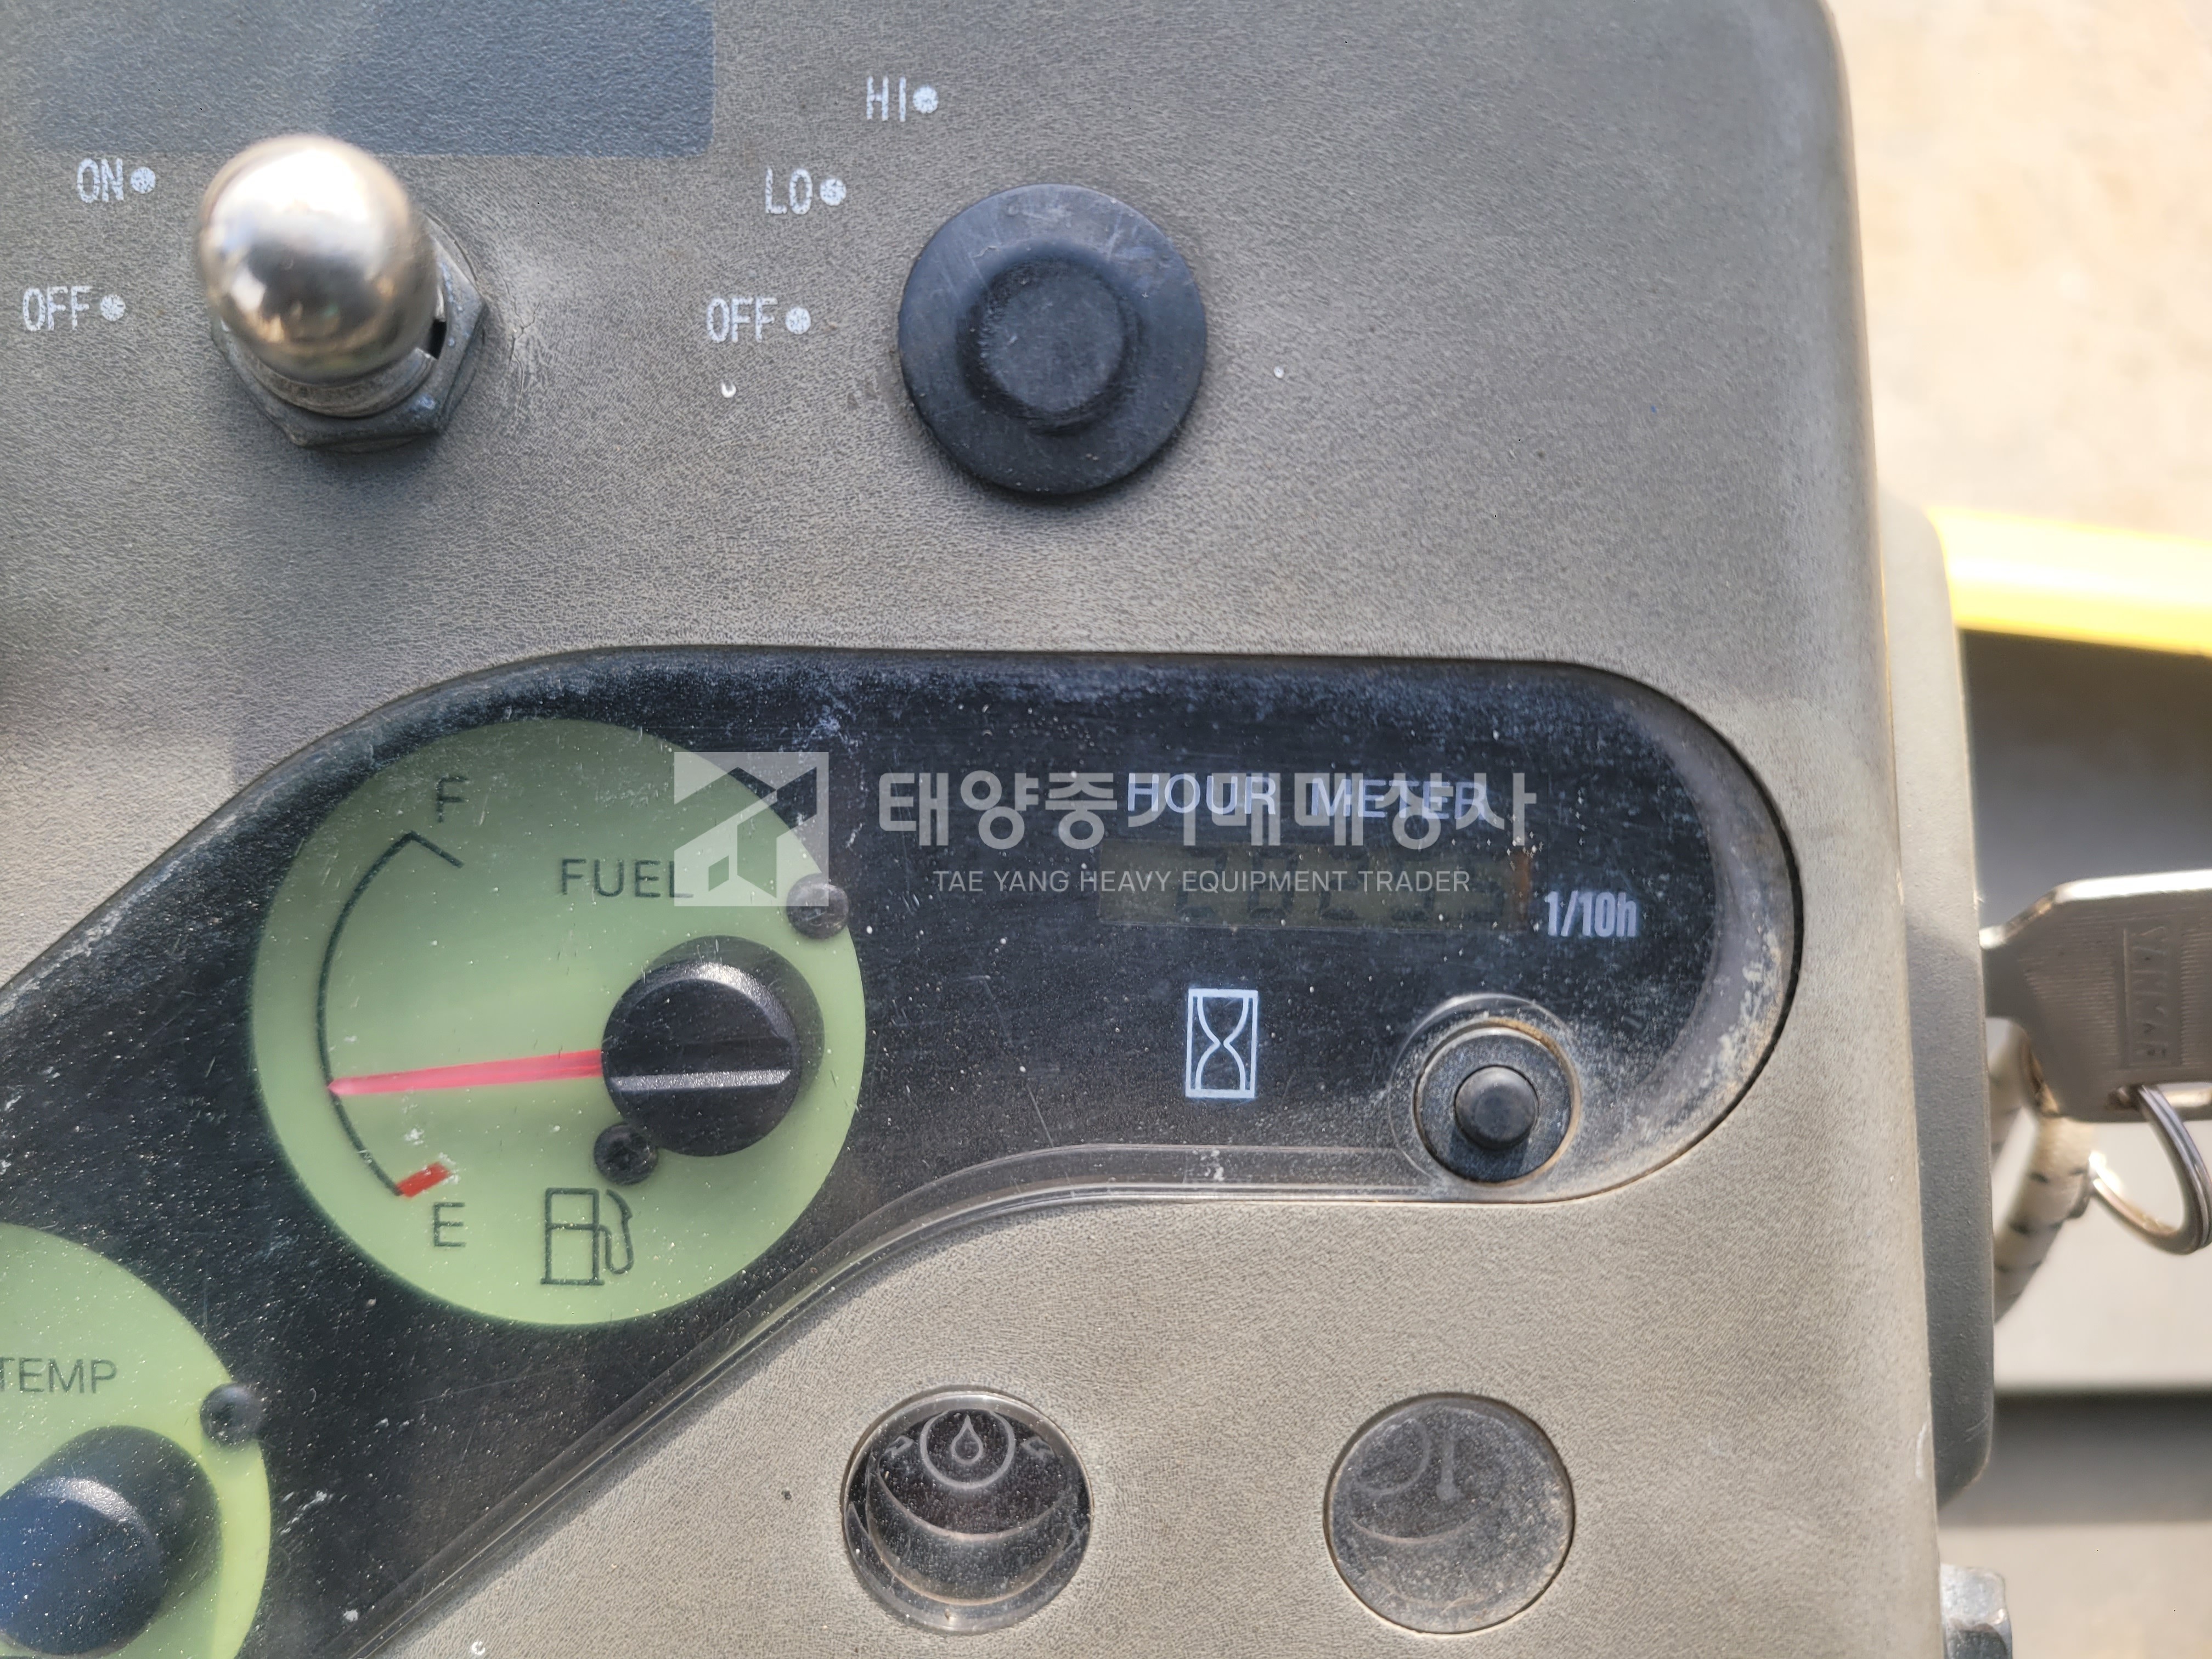 HI
ON
LO
OFF
OFF
HOUR METER
태양중기매매상사
TAE YANG HEAVY EQUIPMENT TRADER
F
FUEL
1/10h
YANMAR
E
TEMP